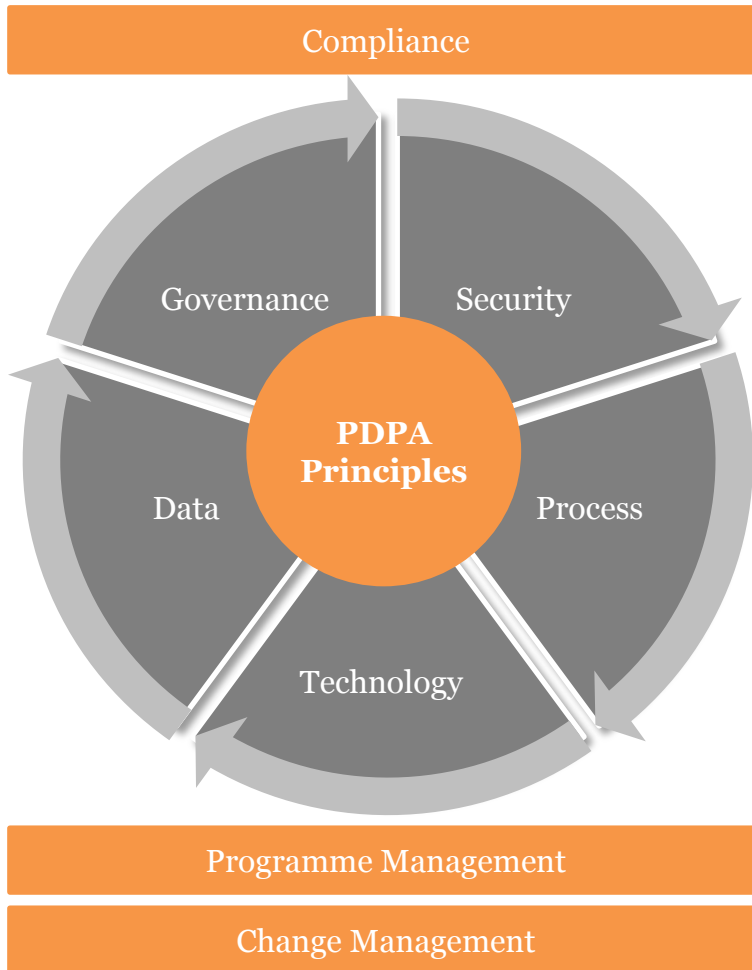 Compliance
Governance
Security
PDPA
Principles
Data
Process
Technology
Programme Management
Change Management